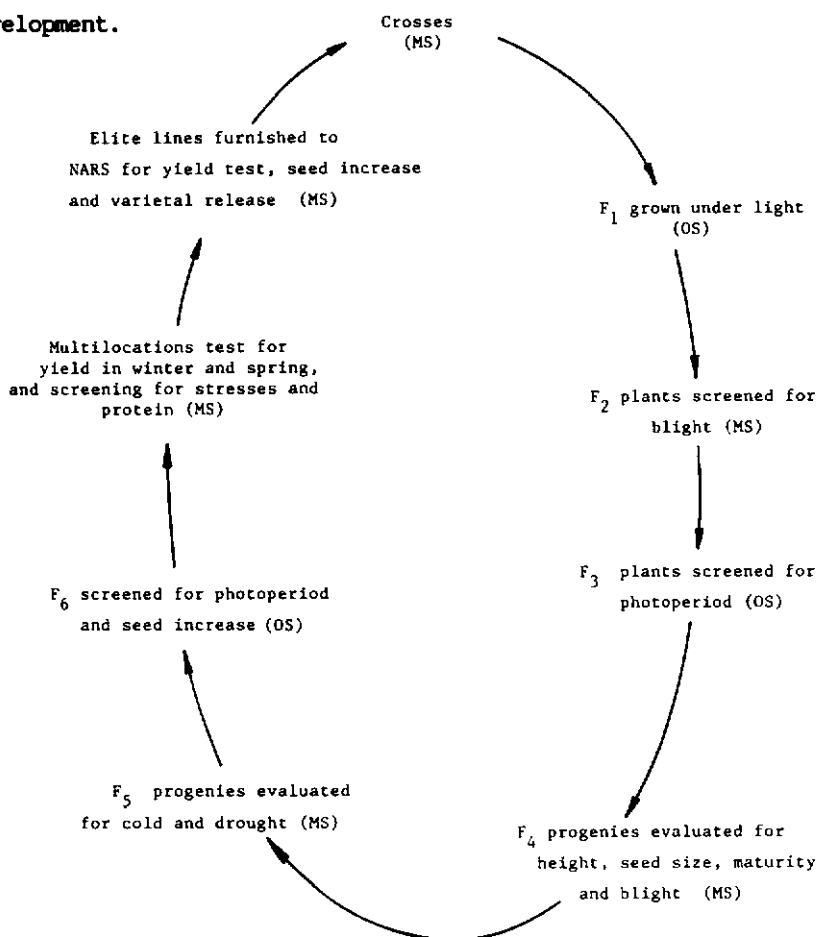 relopment.
Crosses
(MS)
F₁ grown under light
(OS)
F₂ plants screened for
blight (MS)
F₃ plants screened for
photoperiod (OS)
F₄ progenies evaluated for
height, seed size, maturity
and blight (MS)
F₅ progenies evaluated
for cold and drought (MS)
F₆ screened for photoperiod
and seed increase (OS)
Multilocations test for
yield in winter and spring,
and screening for stresses and
protein (MS)
Elite lines furnished to
NARS for yield test, seed increase
and varietal release (MS)